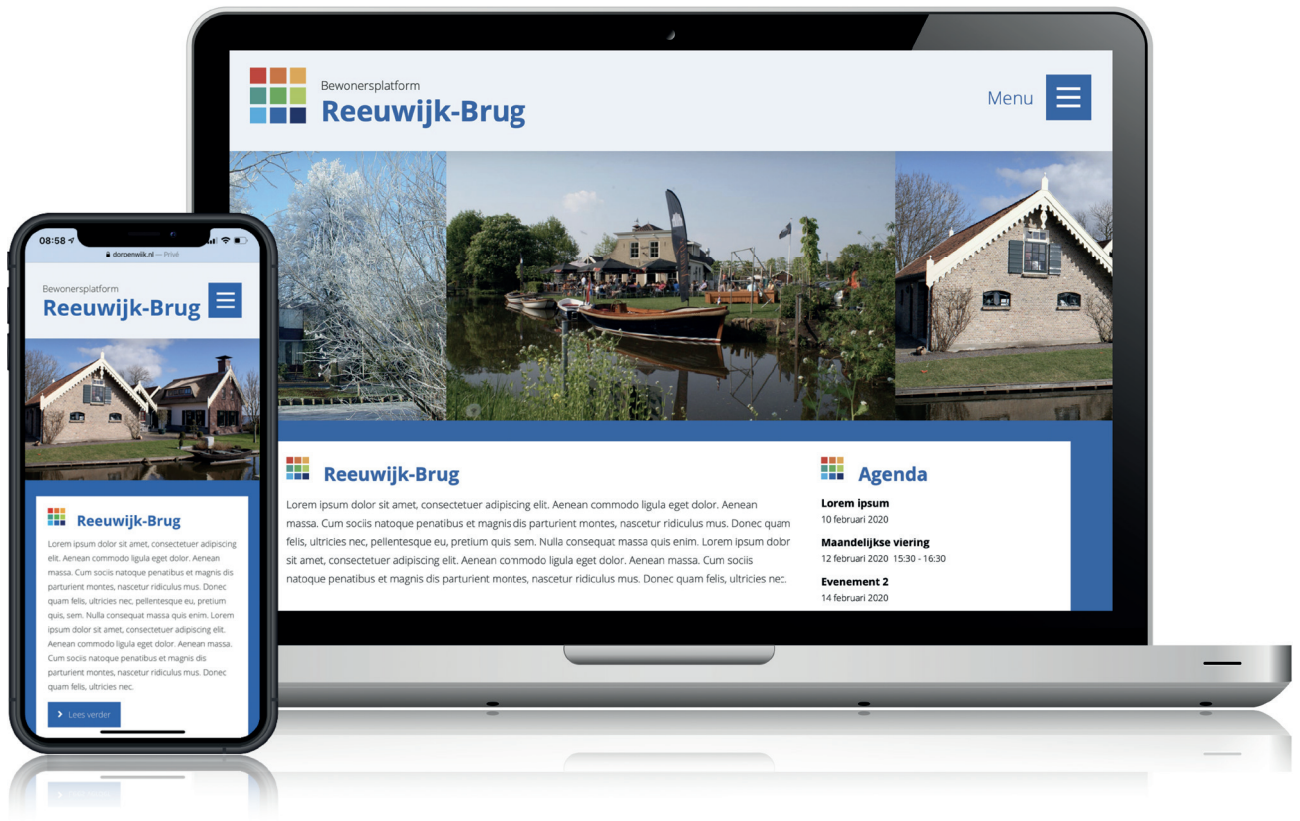 Bewonersplatform
Reeuwijk-Brug
Menu
Reeuwijk-Brug
Lorem ipsum dolor sit amet, consectetuer adipiscing elit. Aenean commodo ligula eget dolor. Aenean
massa. Cum sociis natoque penatibus et magnis dis parturient montes, nascetur ridiculus mus. Donec quam
felis, ultricies nec, pellentesque eu, pretium quis sem. Nulla consequat massa quis enim. Lorem ipsum dolor
sit amet, consectetuer adipiscing elit. Aenean commodo ligula eget dolor. Aenean massa. Cum sociis
natoque penatibus et magnis dis parturient montes, nascetur ridiculus mus. Donec quam felis, ultricies nec.
Agenda
Lorem ipsum
10 februari 2020
Maandelijkse viering
12 februari 2020 15:30 - 16:30
Evenement 2
14 februari 2020
08:58
dorpenwijk.nl — Privé
Bewonersplatform
Reeuwijk-Brug
Reeuwijk-Brug
Lorem ipsum dolor sit amet, consectetuer adipiscing
elit. Aenean commodo ligula eget dolor. Aenean
massa. Cum sociis natoque penatibus et magnis dis
parturient montes, nascetur ridiculus mus. Donec
quam felis, ultricies nec, pellentesque eu, pretium
quis, sem. Nulla consequat massa quis enim. Lorem
ipsum dolor sit amet, consectetuer adipiscing elit.
Aenean commodo ligula eget dolor. Aenean massa.
Cum sociis natoque penatibus et magnis dis
parturient montes, nascetur ridiculus mus. Donec
quam felis, ultricies nec.
Lees verder